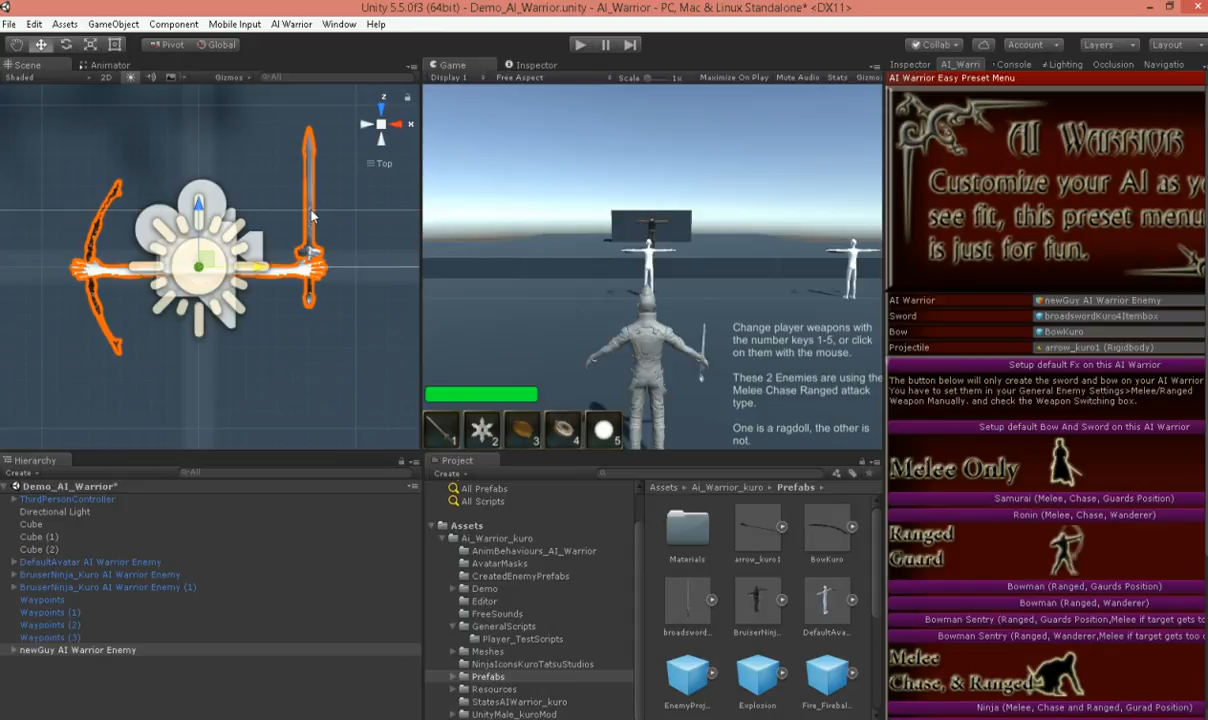 Unity 5.5.0f3 (64bit) - Demo_AI_Warrior.unity - AI_Warrior - PC, Mac & Linux Standalone* <DX11>
File Edit Assets GameObject Component Mobile Input AI Warrior Window Help
Pivot Global Collab Account Layers Layout
Scene Animator Game Inspector Inspector AI_Warri Console Lighting Occlusion Navigatio
Shaded 2D Gizmos All Display 1 Free Aspect Scale 1x Maximize On Play Mute Audio Stats Gizmos
AI Warrior Easy Preset Menu
z
x
Top
AI WARRIOR
Customize your AI as yo
see fit, this preset menu
is just for fun.
Change player weapons with
the number keys 1-5, or click
on them with the mouse.
These 2 Enemies are using the
Melee Chase Ranged attack
type.
One is a ragdoll, the other is
not.
1 2 3 4 5
AI Warrior newGuy AI Warrior Enemy
Sword broadswordKuro4Itembox
Bow BowKuro
Projectile arrow_kuro1 (Rigidbody)
Setup default Fx on this AI Warrior
The button below will only create the sword and bow on your AI Warrior
You have to set them in your General Enemy Settings>Melee/Ranged
Weapon Manually. and check the Weapon Switching box.
Setup default Bow And Sword on this AI Warrior
Melee Only
Samurai (Melee, Chase, Guards Position)
Ronin (Melee, Chase, Wanderer)
Ranged
Guard
Bowman (Ranged, Gaurds Position)
Bowman (Ranged, Wanderer)
Bowman Sentry (Ranged, Guards Position,Melee if target gets too
Bowman Sentry (Ranged, Wanderer,Melee if target gets too
Melee
Chase, & Ranged
Ninja (Melee, Chase and Ranged, Gurad Position)
Hierarchy
Create All
Demo_AI_Warrior*
ThirdPersonController
Directional Light
Cube
Cube (1)
Cube (2)
DefaultAvatar AI Warrior Enemy
BruiserNinja_Kuro AI Warrior Enemy
BruiserNinja_Kuro AI Warrior Enemy (1)
Waypoints
Waypoints (1)
Waypoints (2)
Waypoints (3)
newGuy AI Warrior Enemy
Project
Create
All Prefabs
All Scripts
Assets
Ai_Warrior_kuro
AnimBehaviours_AI_Warrior
AvatarMasks
CreatedEnemyPrefabs
Demo
Editor
FreeSounds
GeneralScripts
Player_TestScripts
Meshes
NinjaIconsKuroTatsuStudios
Prefabs
Resources
StatesAIWarrior_kuro
UnityMale_kuroMod
Assets Ai_Warrior_kuro Prefabs
Materials arrow_kuro1 BowKuro
broadsword... BruiserNinj... DefaultAva...
EnemyProj... Explosion Fire_Fireball...